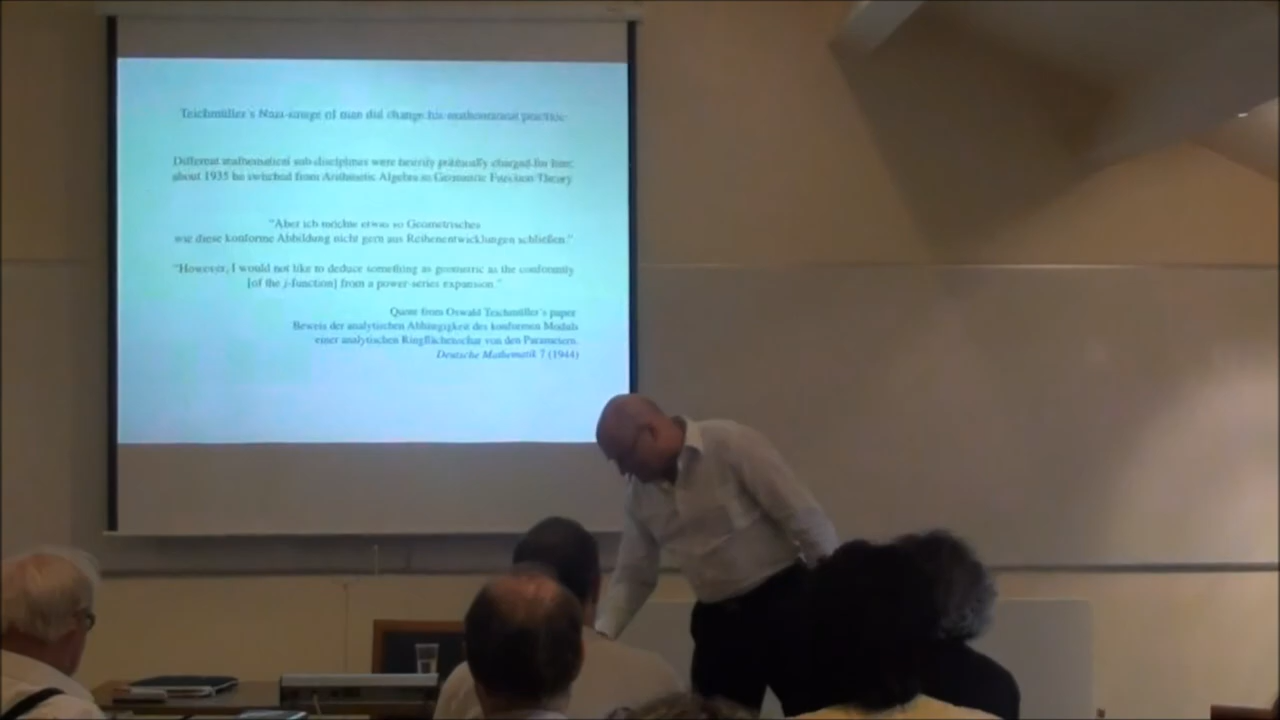 Teichmüller's Nazi-image of man did change his mathematical practice:
Different mathematical sub-disciplines were heavily politically charged for him;
about 1935 he switched from Arithmetic Algebra to Geometric Function Theory
"Aber ich möchte etwas so Geometrisches
wie diese konforme Abbildung nicht gern aus Reihenentwicklungen schließen."
"However, I would not like to deduce something as geometric as the conformity
[of the j-function] from a power-series expansion."
Quote from Oswald Teichmüller's paper
Beweis der analytischen Abhängigkeit des konformen Moduls
einer analytischen Ringflächenschar von den Parametern.
Deutsche Mathematik 7 (1944)